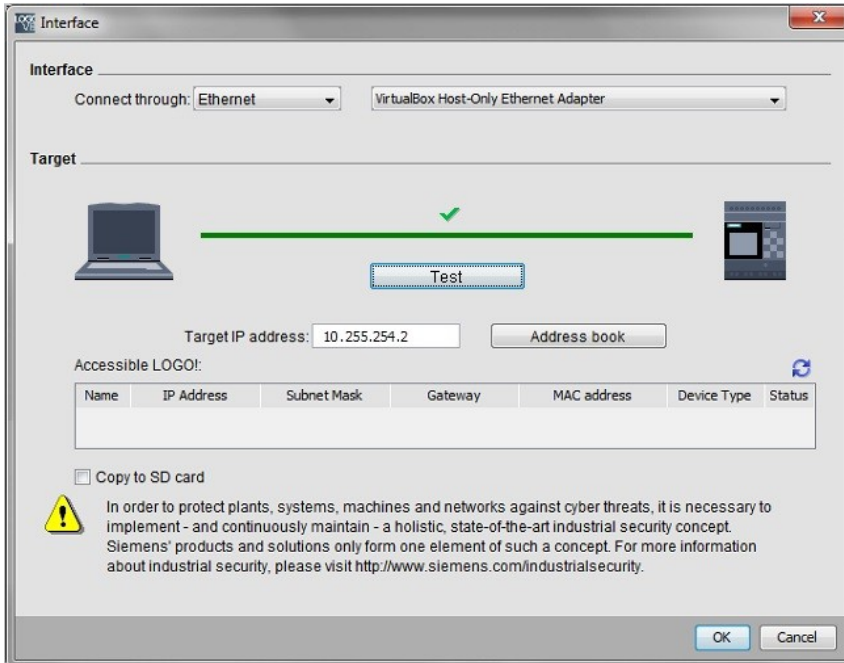 Interface
Interface
Connect through: Ethernet VirtualBox Host-Only Ethernet Adapter
Target
Test
Target IP address: 10.255.254.2 Address book
Accessible LOGO!:
Name IP Address Subnet Mask Gateway MAC address Device Type Status
Copy to SD card
In order to protect plants, systems, machines and networks against cyber threats, it is necessary to
implement - and continuously maintain - a holistic, state-of-the-art industrial security concept.
Siemens' products and solutions only form one element of such a concept. For more information
about industrial security, please visit http://www.siemens.com/industrialsecurity.
OK Cancel